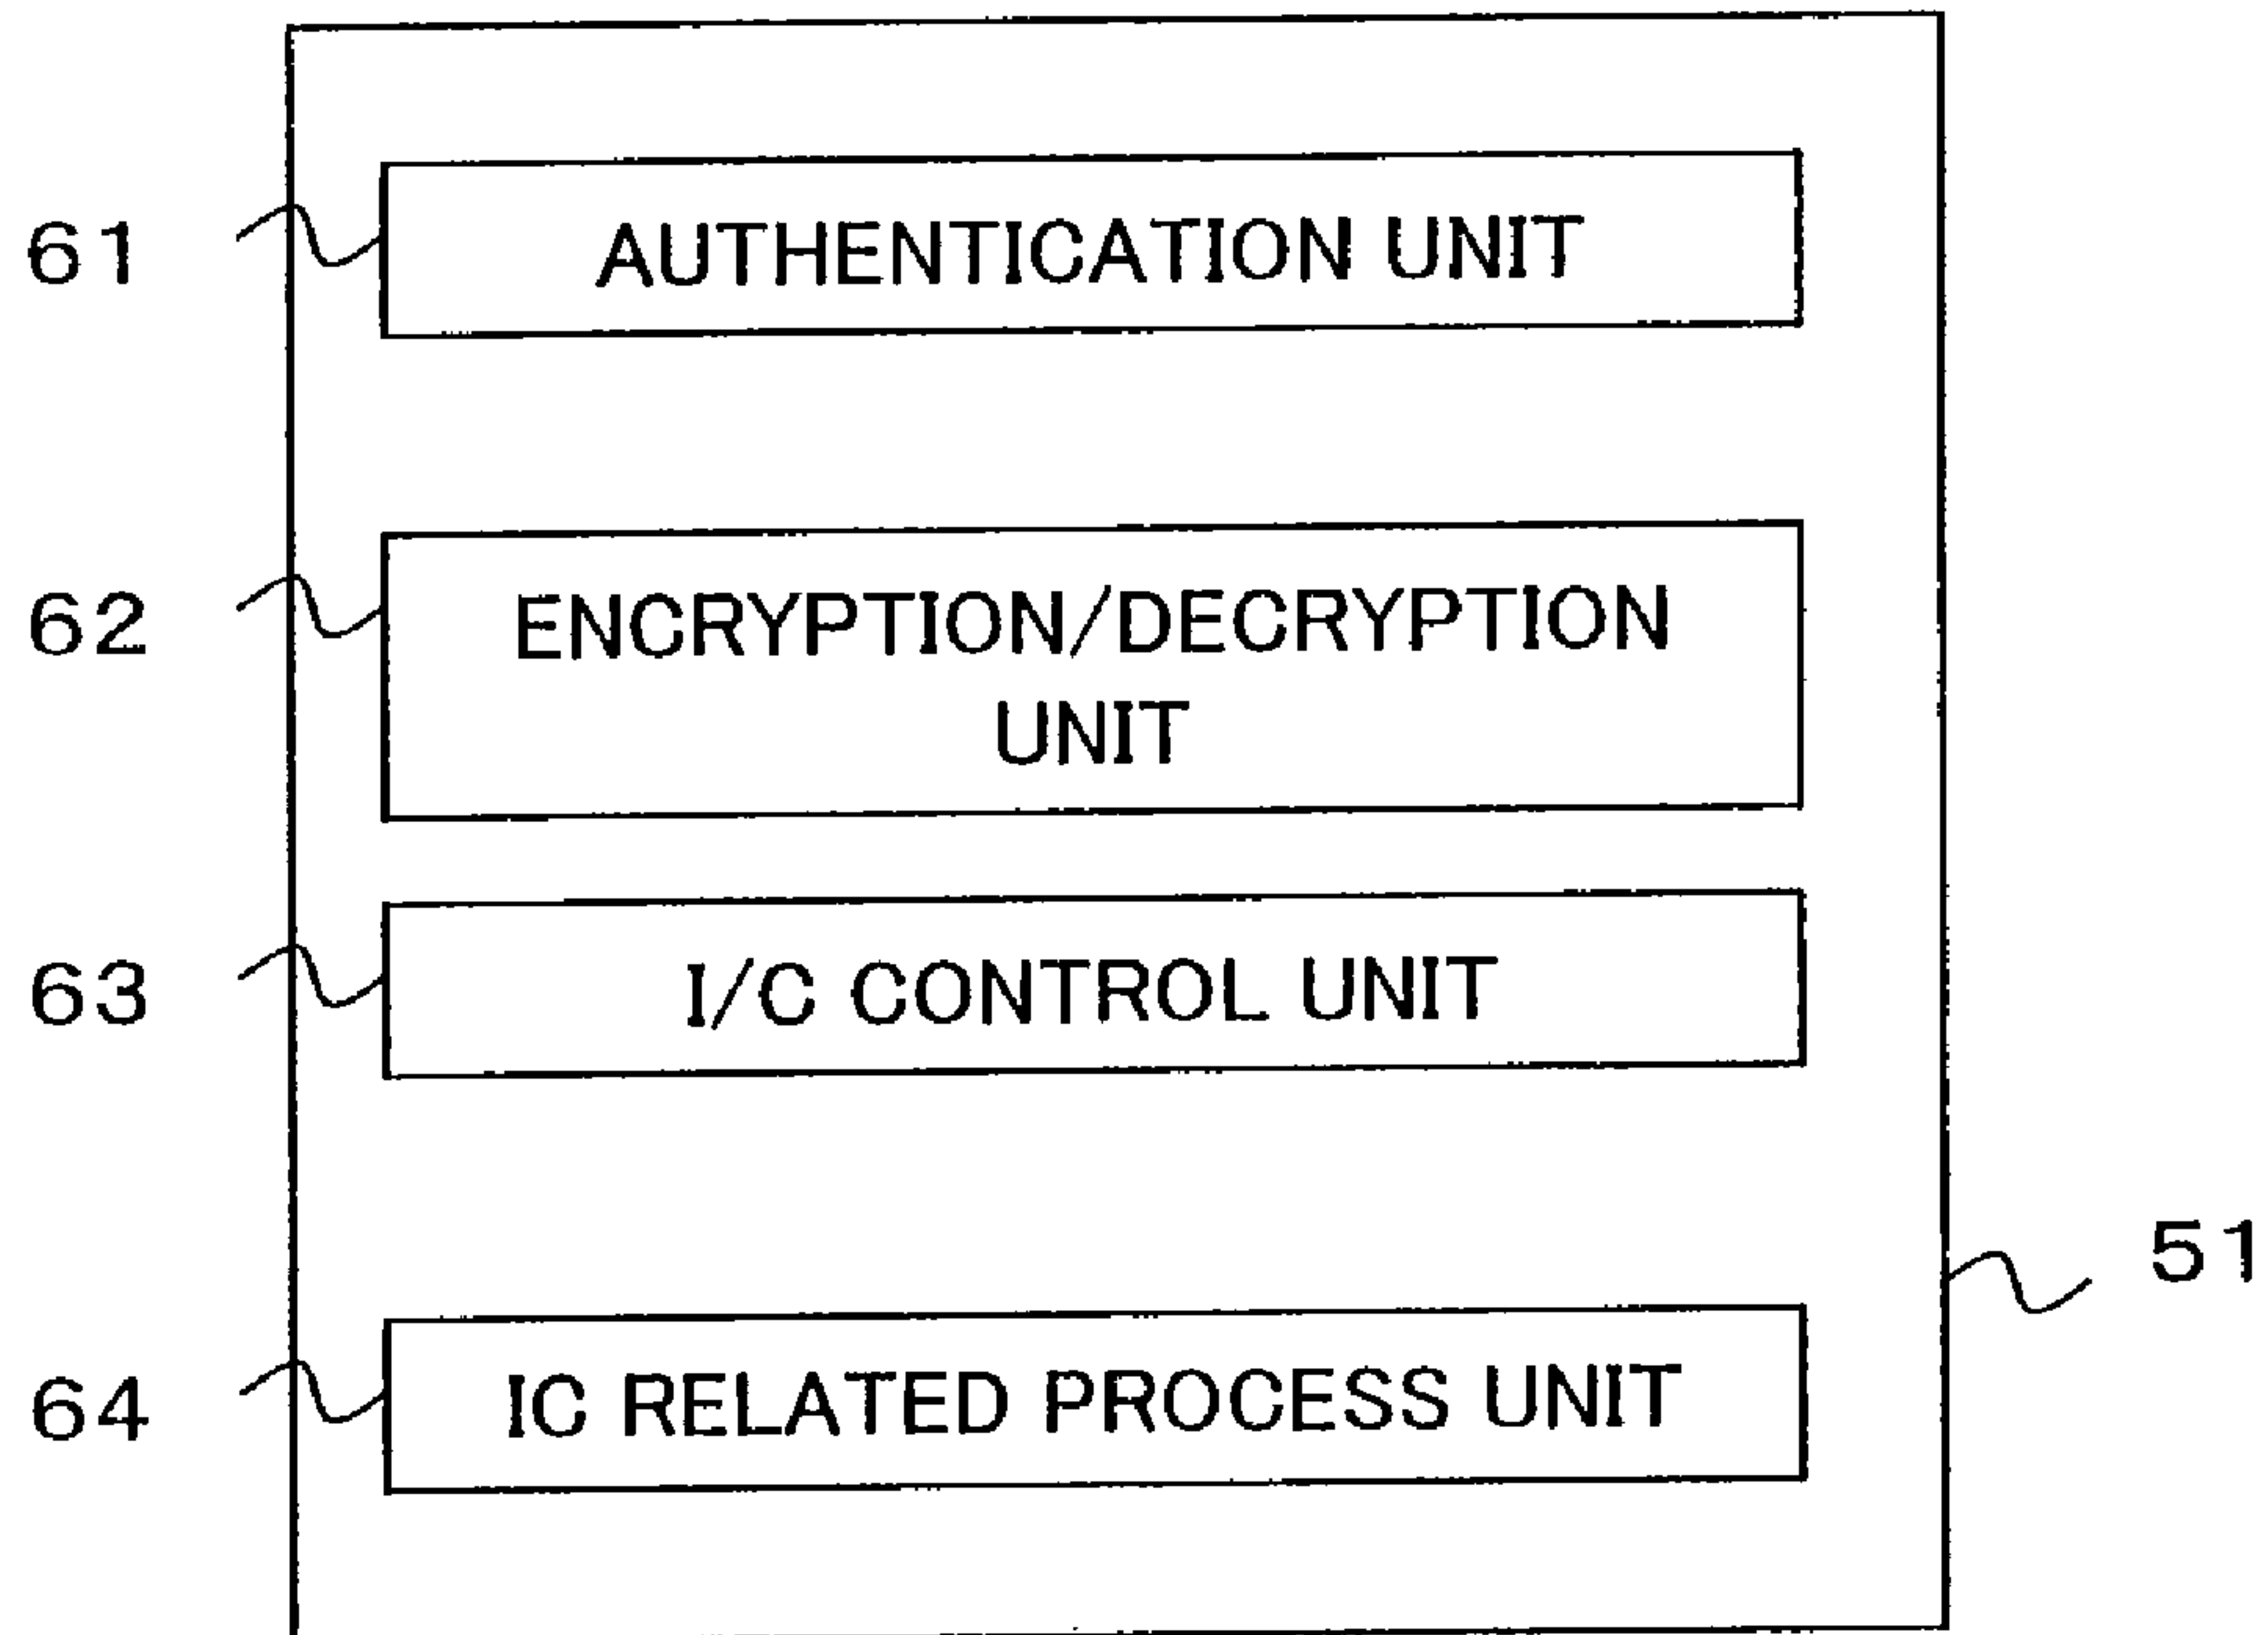 61
AUTHENTICATION UNIT
62
ENCRYPTION/DECRYPTION
UNIT
63
I/C CONTROL UNIT
51
64
IC RELATED PROCESS UNIT